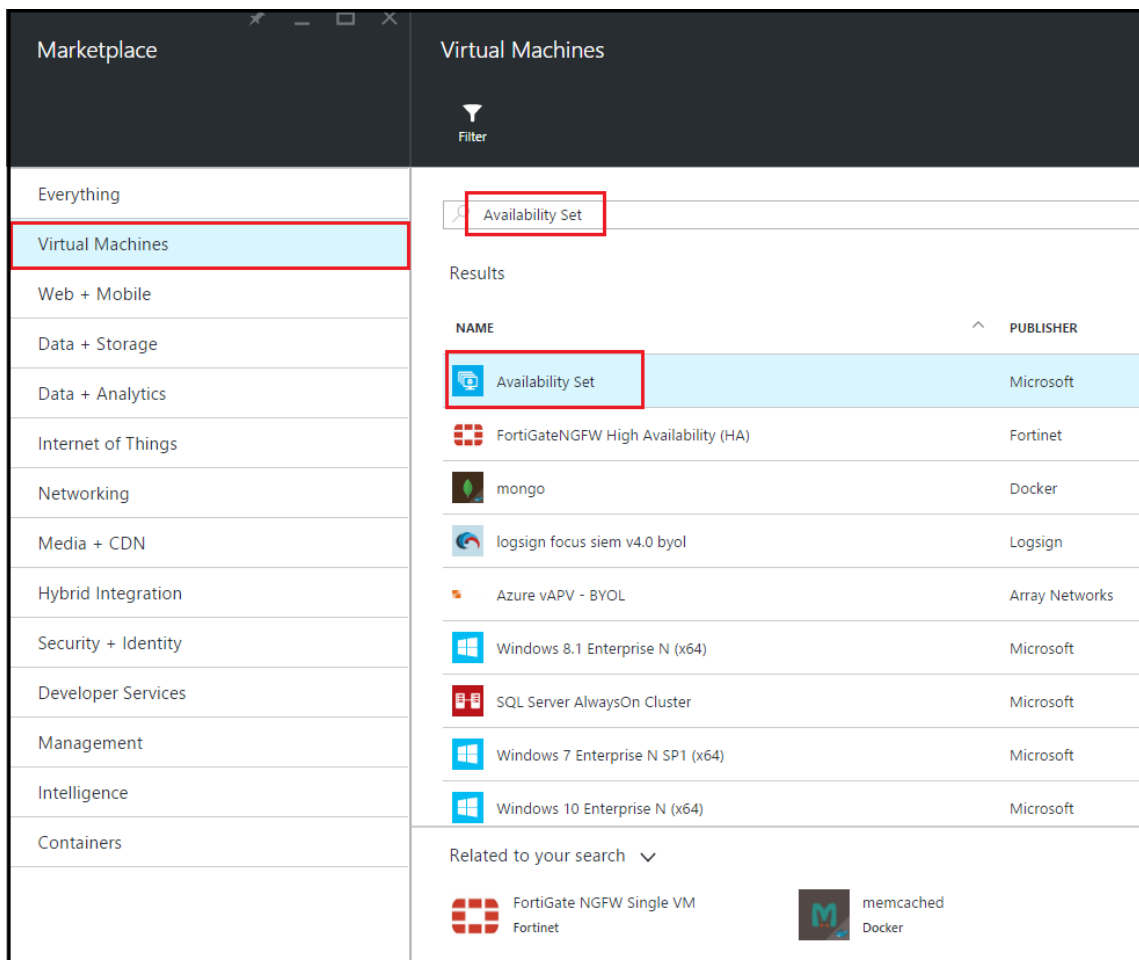 Marketplace
Virtual Machines
Filter
Everything
Virtual Machines
Web + Mobile
Data + Storage
Data + Analytics
Internet of Things
Networking
Media + CDN
Hybrid Integration
Security + Identity
Developer Services
Management
Intelligence
Containers
Availability Set
Results
NAME PUBLISHER
Availability Set Microsoft
FortiGateNGFW High Availability (HA) Fortinet
mongo Docker
logsign focus siem v4.0 byol Logsign
Azure vAPV - BYOL Array Networks
Windows 8.1 Enterprise N (x64) Microsoft
SQL Server AlwaysOn Cluster Microsoft
Windows 7 Enterprise N SP1 (x64) Microsoft
Windows 10 Enterprise N (x64) Microsoft
Related to your search
FortiGate NGFW Single VM
Fortinet
memcached
Docker